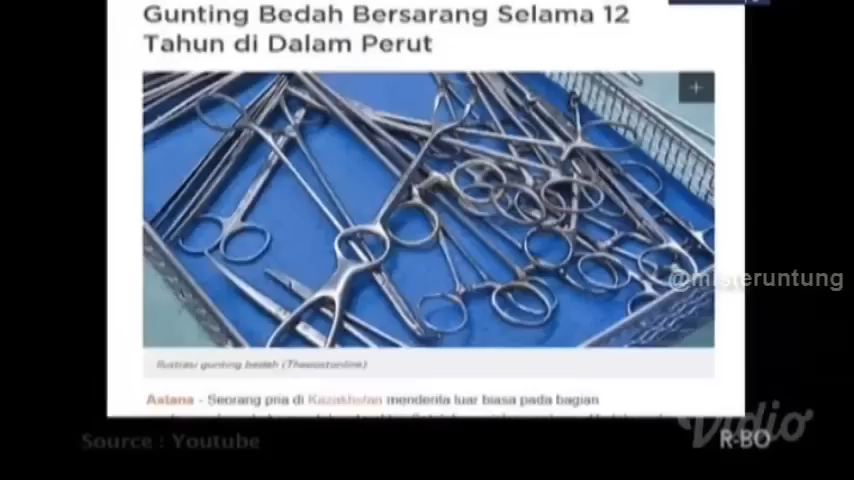 Gunting Bedah Bersarang Selama 12
Tahun di Dalam Perut
+
@misteruntung
Ilustrasi gunting bedah (Thawostonline)
Astana - Seorang pria di Kazakhstan menderita luar biasa pada bagian
Source : Youtube
Vidio
R-BO